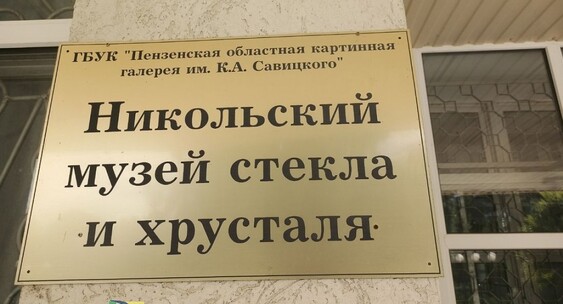 ГБУК "Пензенская областная картинная
галерея им. К.А. Савицкого"
Никольский
музей стекла
и хрусталя